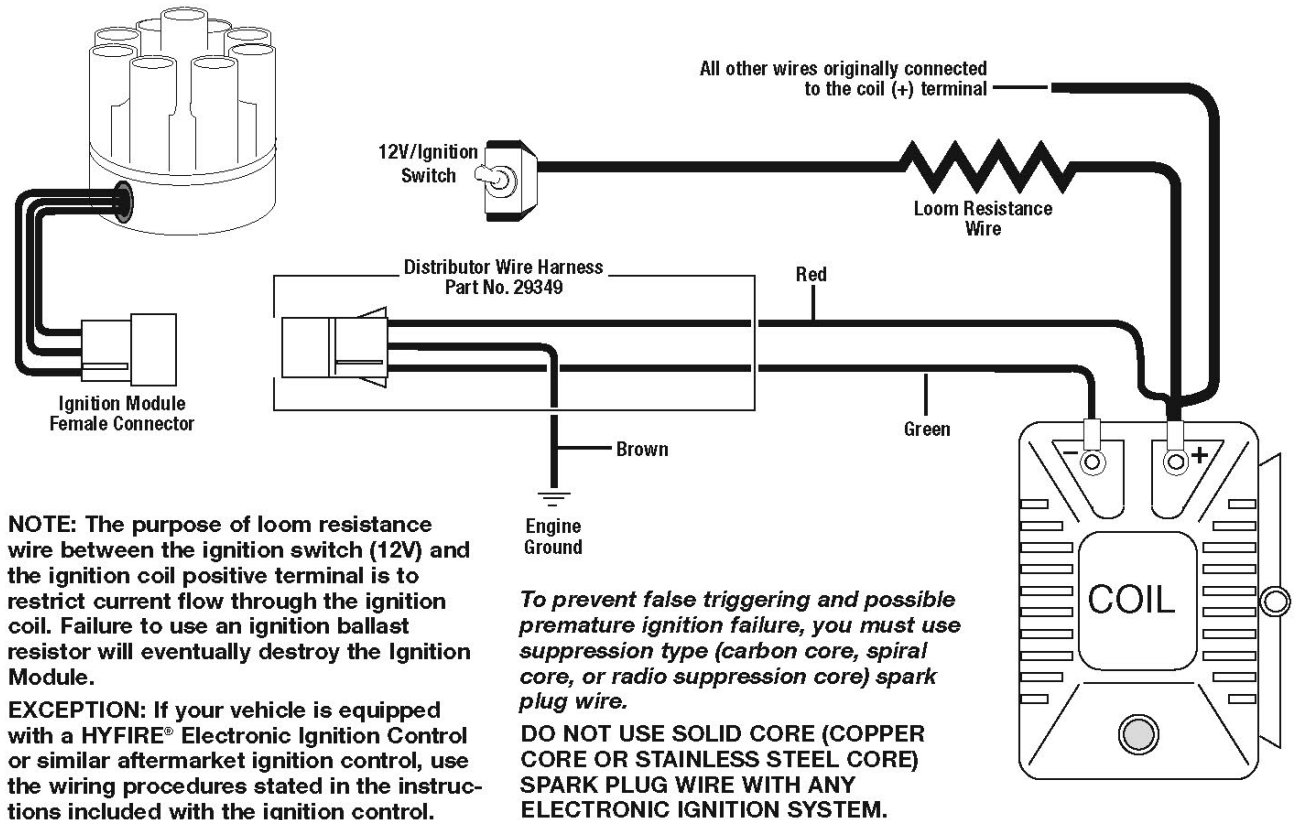 All other wires originally connected
to the coil (+) terminal
12V/Ignition
Switch
Loom Resistance
Wire
Distributor Wire Harness
Part No. 29349
Red
Ignition Module
Female Connector
Green
Brown
Engine
Ground
– +
COIL
NOTE: The purpose of loom resistance
wire between the ignition switch (12V) and
the ignition coil positive terminal is to
restrict current flow through the ignition
coil. Failure to use an ignition ballast
resistor will eventually destroy the Ignition
Module.
EXCEPTION: If your vehicle is equipped
with a HYFIRE® Electronic Ignition Control
or similar aftermarket ignition control, use
the wiring procedures stated in the instruc-
tions included with the ignition control.
To prevent false triggering and possible
premature ignition failure, you must use
suppression type (carbon core, spiral
core, or radio suppression core) spark
plug wire.
DO NOT USE SOLID CORE (COPPER
CORE OR STAINLESS STEEL CORE)
SPARK PLUG WIRE WITH ANY
ELECTRONIC IGNITION SYSTEM.